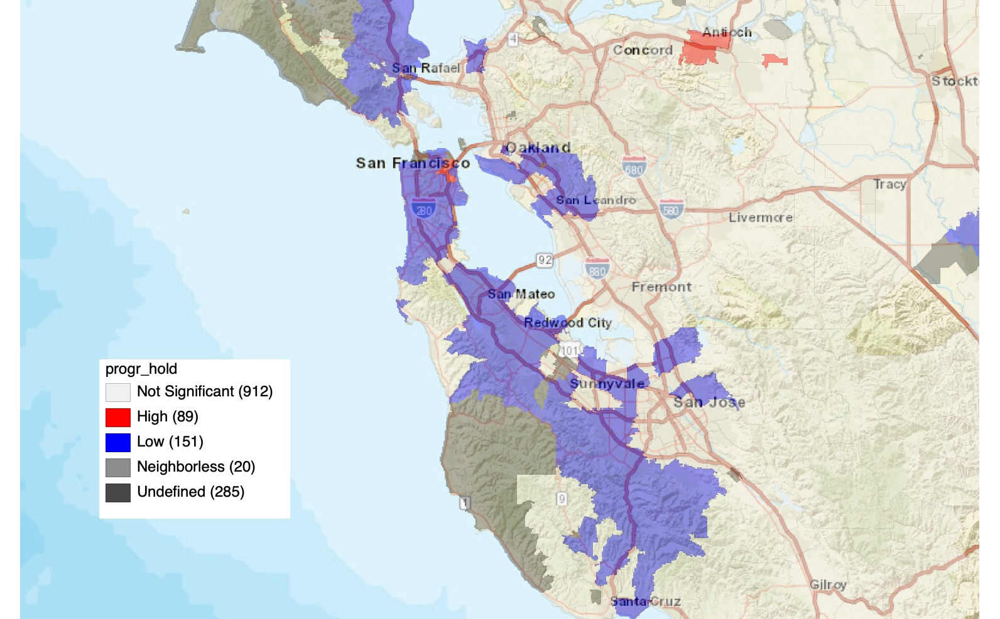 4
Antioch
Concord
San Rafael
Stockt
Oakland
San Francisco
680
Tracy
San Leandro
280
580
Livermore
92
880
Fremont
San Mateo
Redwood City
101
progr_hold
Not Significant (912)
High (89)
Low (151)
Neighborless (20)
Undefined (285)
Sunnyvale
San Jose
9
1
Gilroy
Santa Cruz